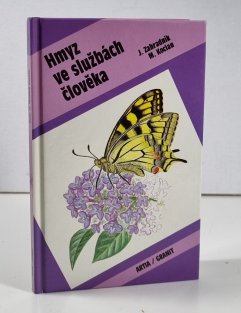 Hmyz
ve službách
člověka
J. Zahradník
M. Kocian
ARTIA / GRANIT